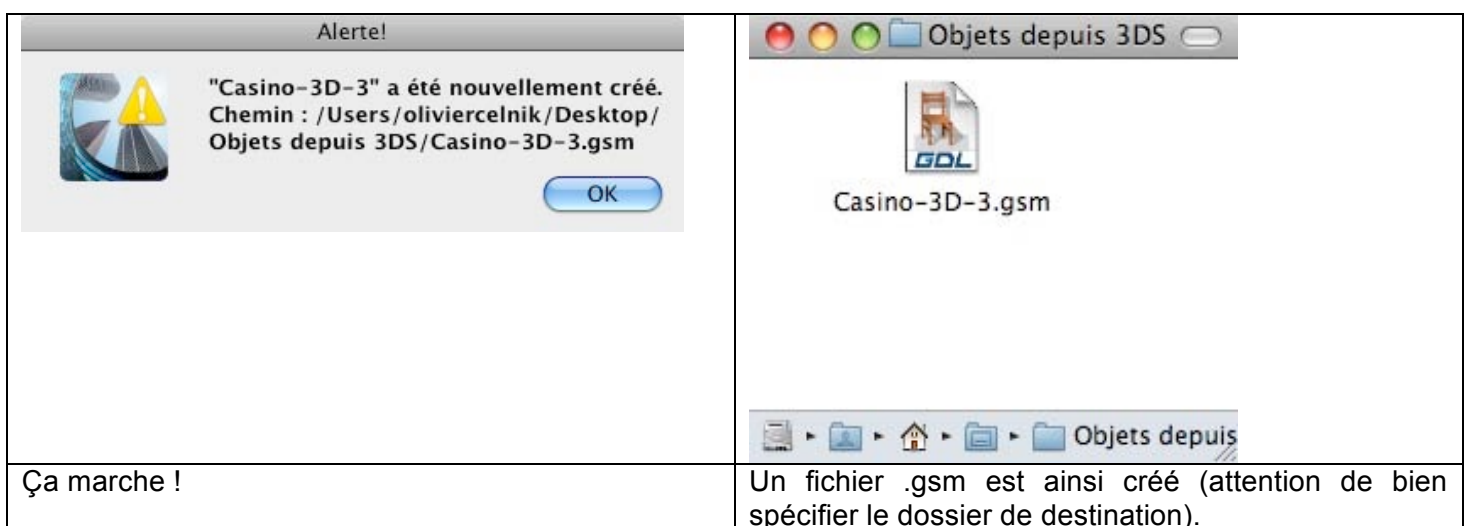 Alerte!
"Casino-3D-3" a été nouvellement créé.
Chemin : /Users/oliviercelnik/Desktop/
Objets depuis 3DS/Casino-3D-3.gsm
OK
Objets depuis 3DS
GDL
Casino-3D-3.gsm
Objets depuis
Ça marche !
Un fichier .gsm est ainsi créé (attention de bien
spécifier le dossier de destination).